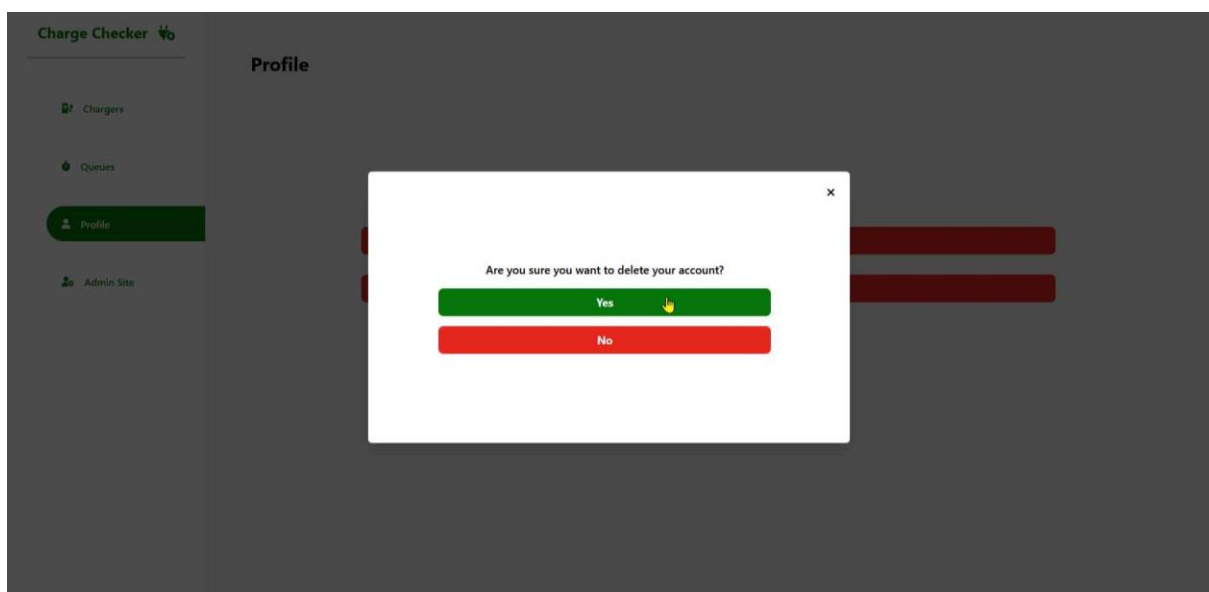 Charge Checker
Profile
Chargers
Queues
Profile
Admin Site
×
Are you sure you want to delete your account?
Yes
No